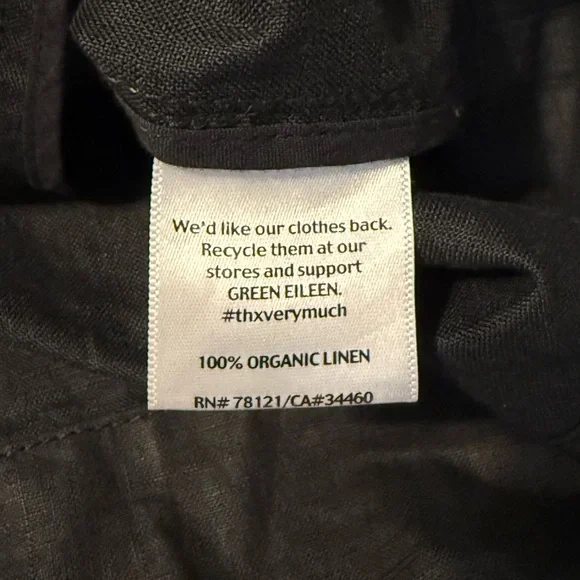 We'd like our clothes back.
Recycle them at our
stores and support
GREEN EILEEN.
#thxverymuch
100% ORGANIC LINEN
RN# 78121/CA#34460